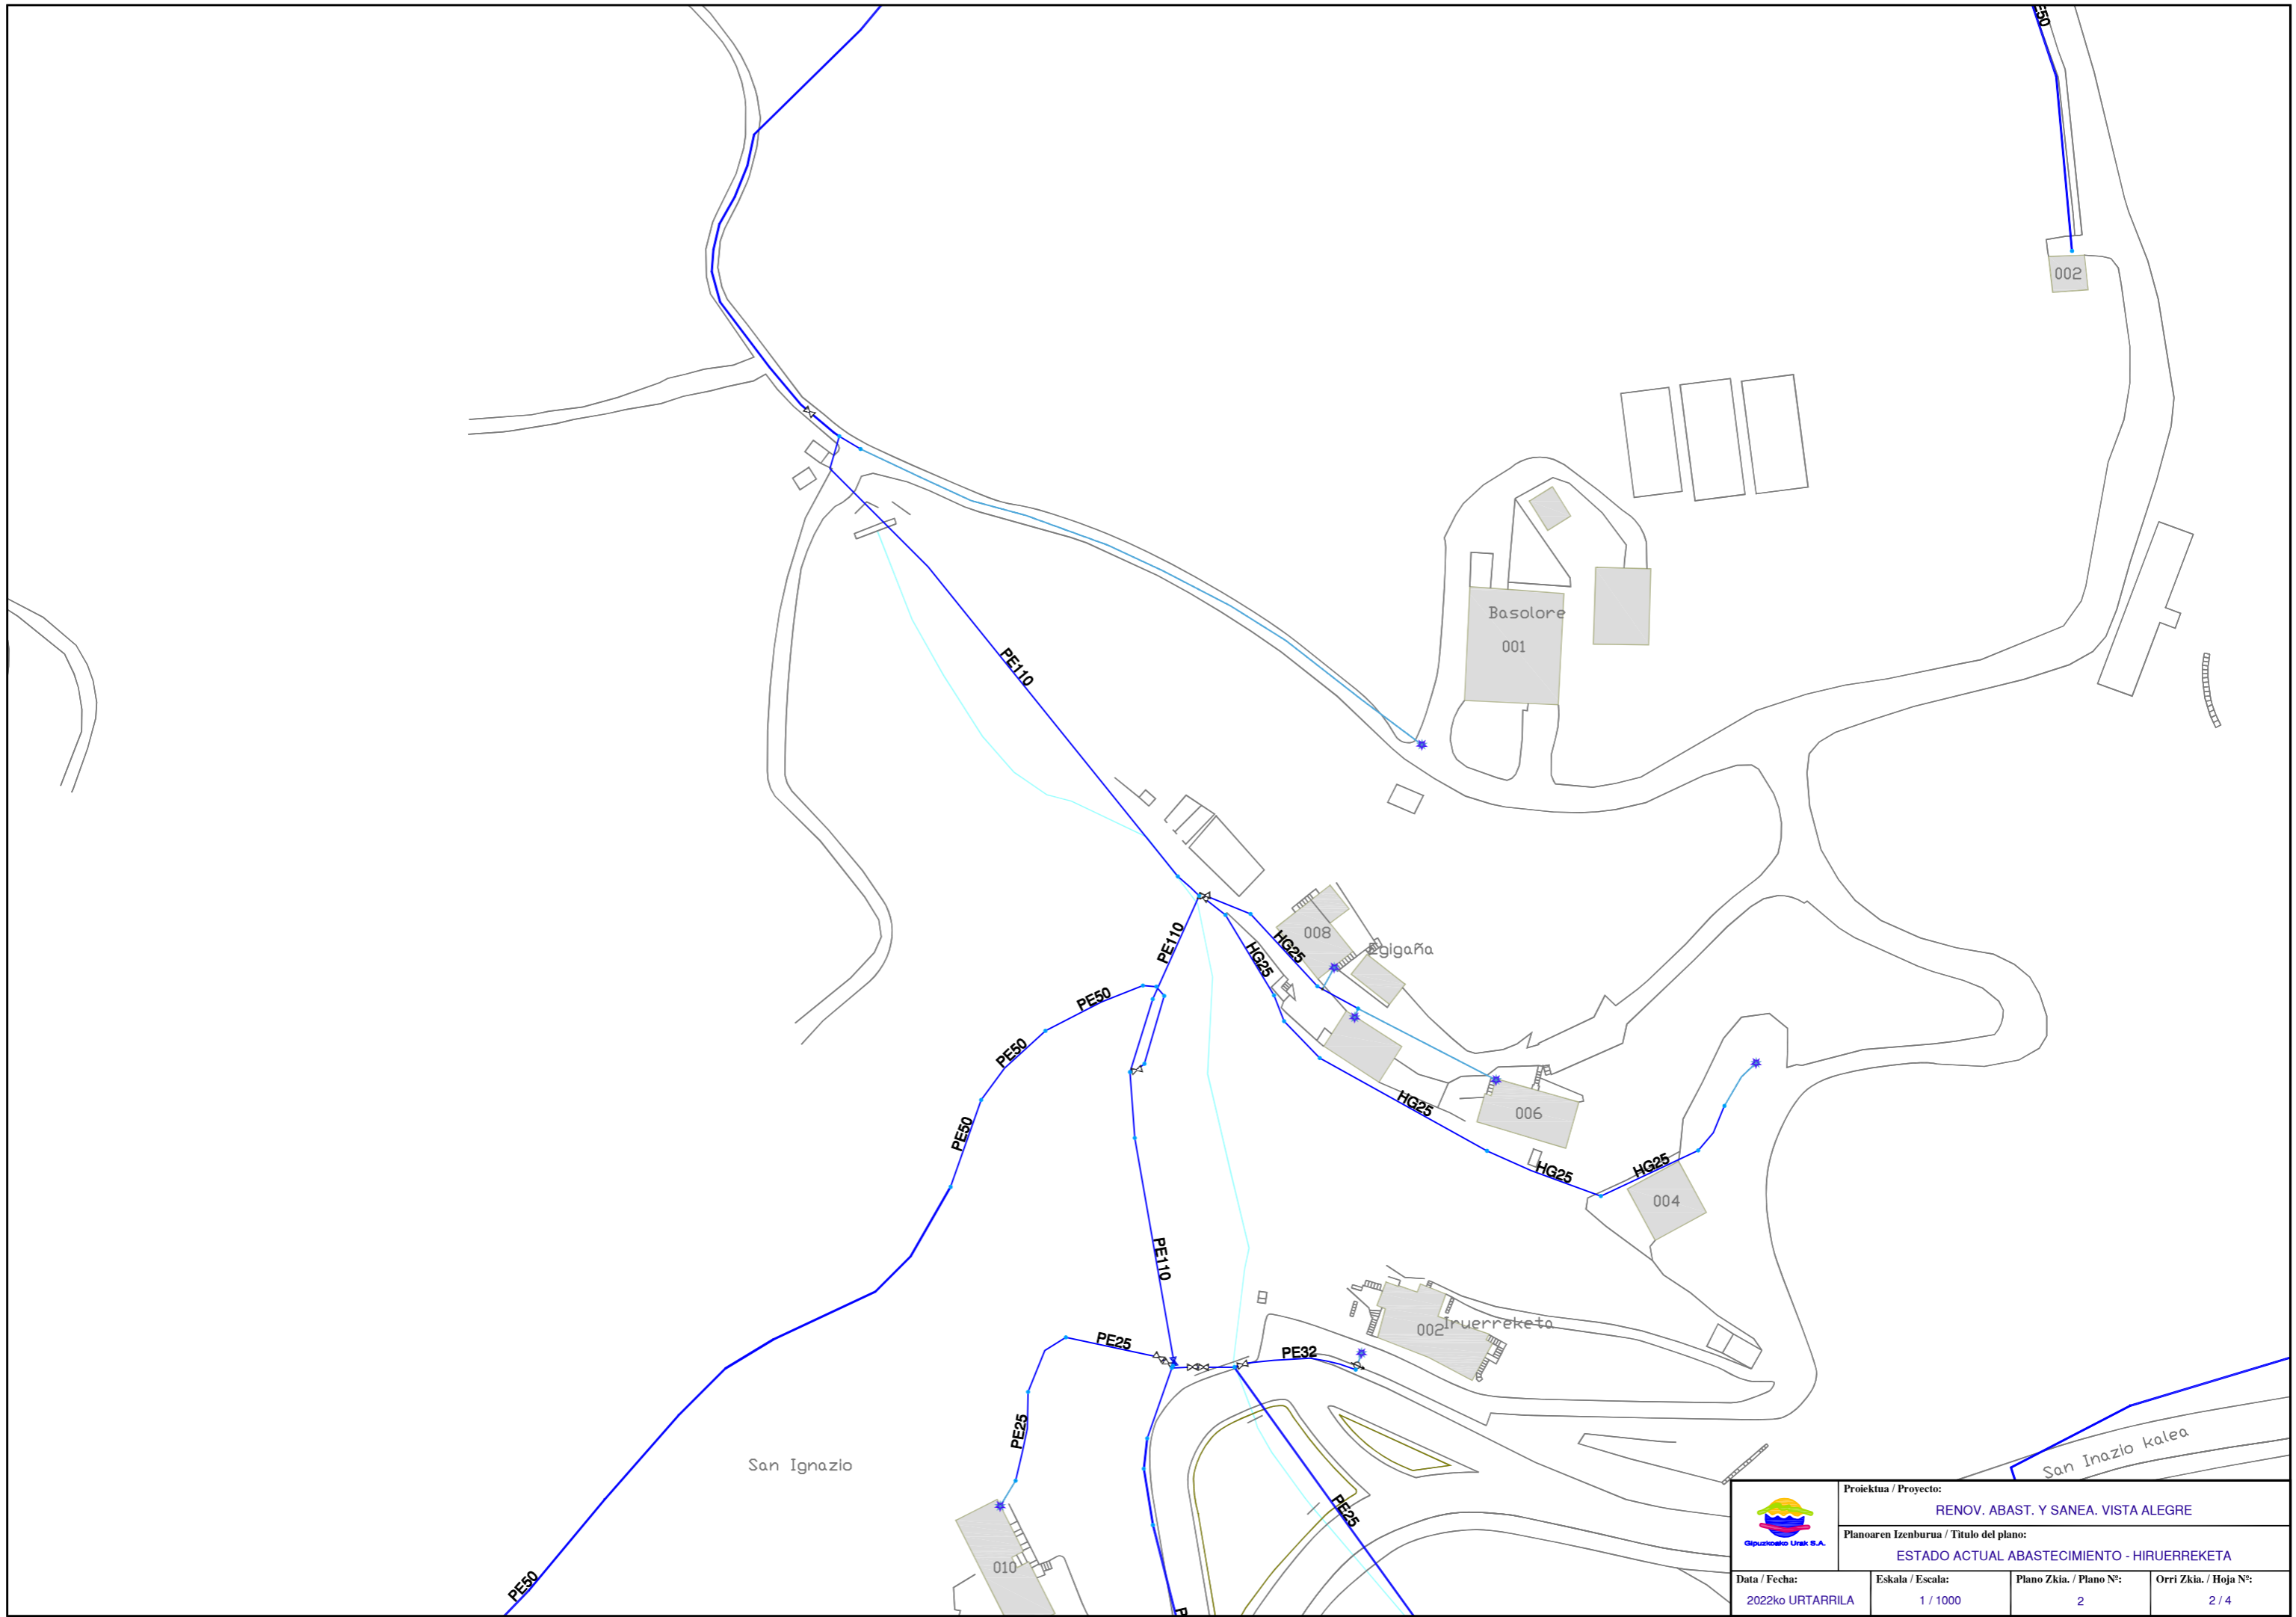 002
Basolore
001
PE110
PE110
008
Egigaña
HG25
HG25
PE50
PE50
PE50
HG25
006
HG25
HG25
004
PE110
002
Iruerreketa
PE25
PE32
PE25
San Ignazio
PE25
010
PE50
San Inazio kalea
Gipuzkoako Urak S.A.
Proiektua / Proyecto:
RENOV. ABAST. Y SANEA. VISTA ALEGRE
Planoaren Izenburua / Titulo del plano:
ESTADO ACTUAL ABASTECIMIENTO - HIRUERREKETA
Data / Fecha:
2022ko URTARRILA
Eskala / Escala:
1 / 1000
Plano Zkia. / Plano Nº:
2
Orri Zkia. / Hoja Nº:
2 / 4